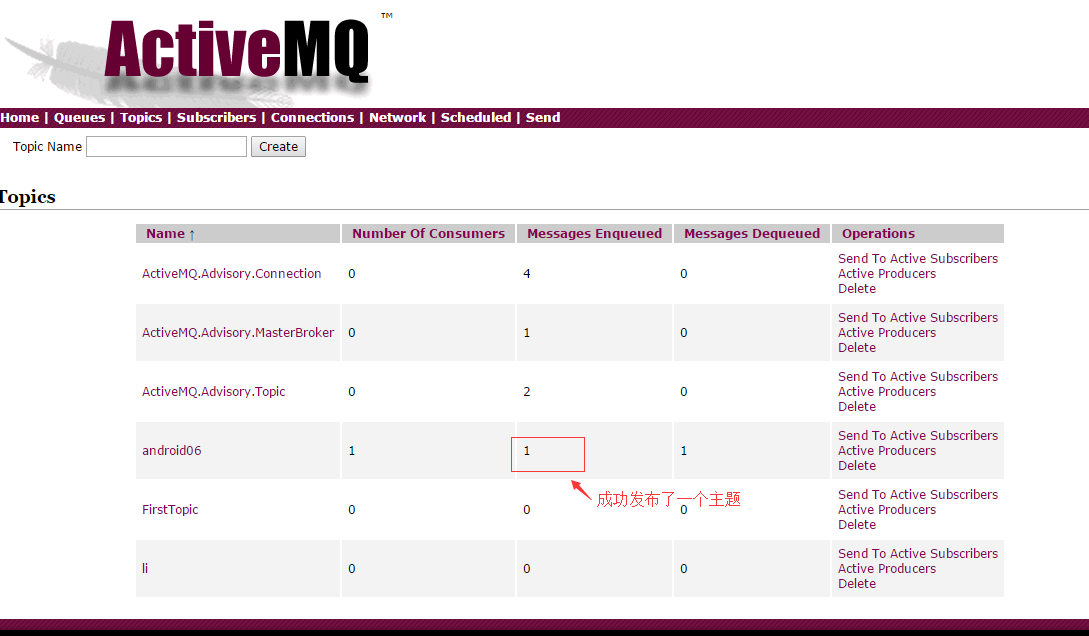 ActiveMQ™
Home | Queues | Topics | Subscribers | Connections | Network | Scheduled | Send
Topic Name Create
Topics
Name ↑ Number Of Consumers Messages Enqueued Messages Dequeued Operations
ActiveMQ.Advisory.Connection 0 4 0 Send To Active Subscribers
Active Producers
Delete
ActiveMQ.Advisory.MasterBroker 0 1 0 Send To Active Subscribers
Active Producers
Delete
ActiveMQ.Advisory.Topic 0 2 0 Send To Active Subscribers
Active Producers
Delete
android06 1 1 1 Send To Active Subscribers
Active Producers
Delete
成功发布了一个主题
FirstTopic 0 0 0 Send To Active Subscribers
Active Producers
Delete
li 0 0 0 Send To Active Subscribers
Active Producers
Delete